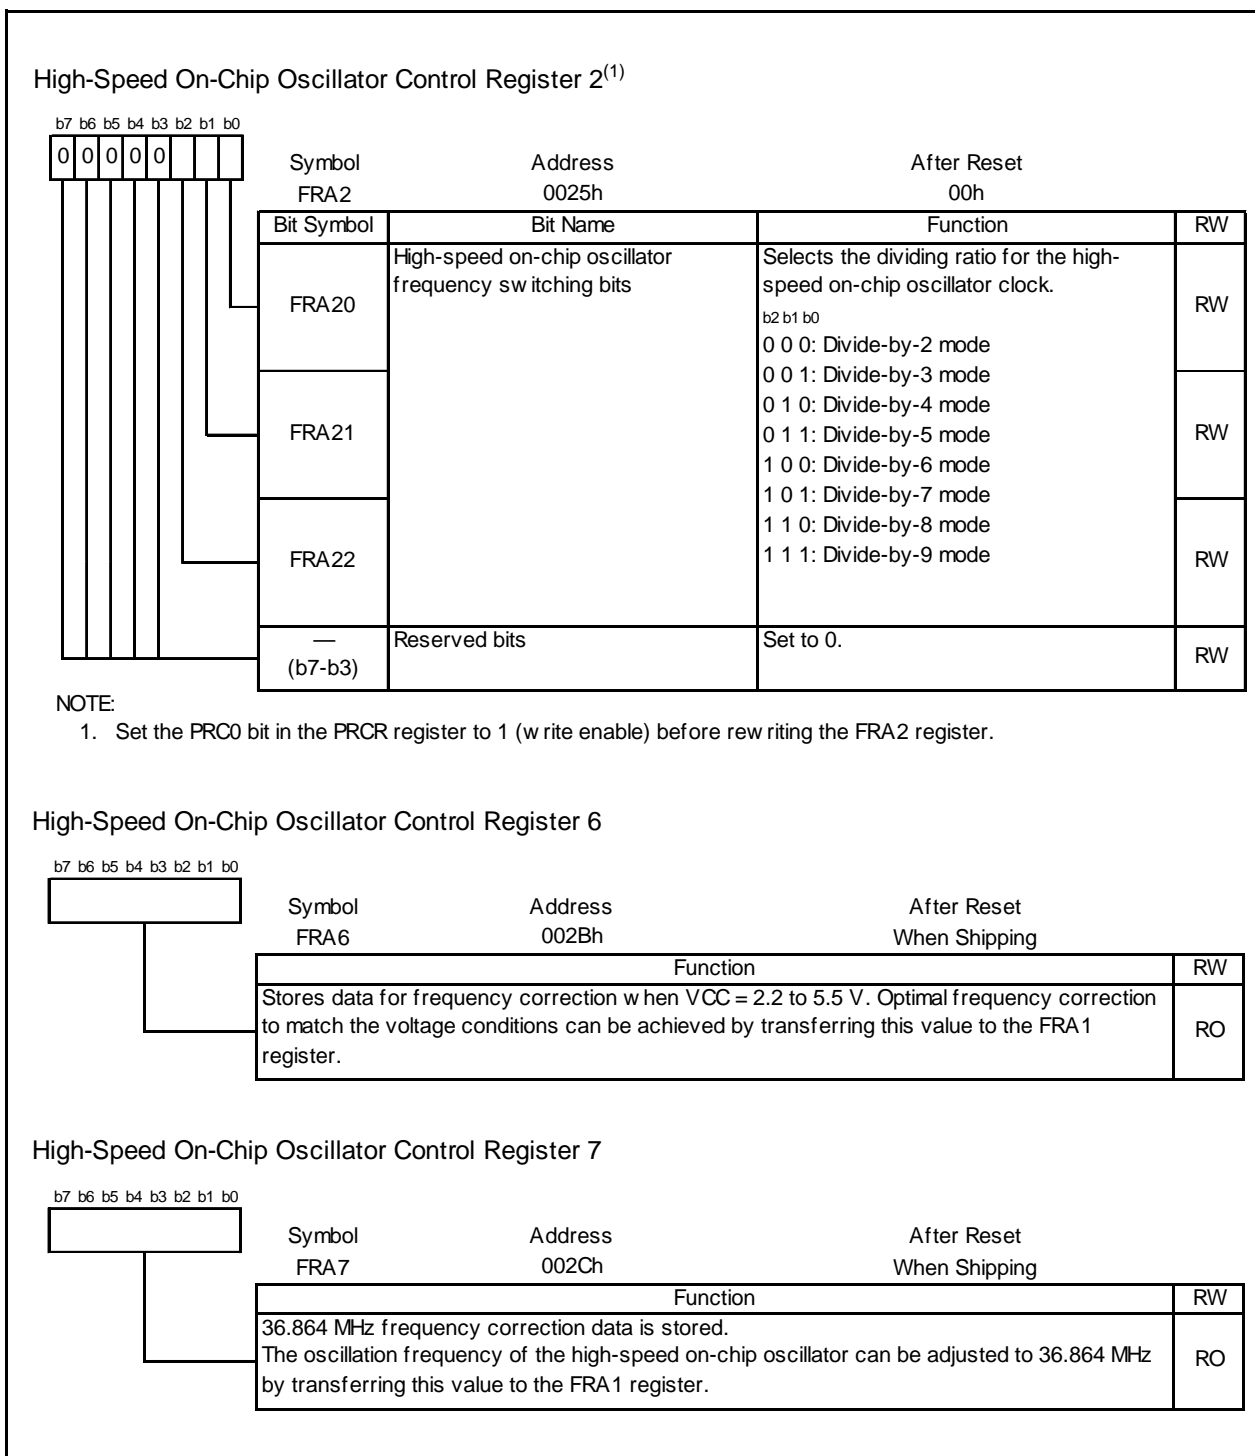 High-Speed On-Chip Oscillator Control Register 2(1)
b7 b6 b5 b4 b3 b2 b1 b0
0 0 0 0 0
Symbol Address After Reset
FRA2 0025h 00h
Bit Symbol Bit Name Function RW
FRA20 High-speed on-chip oscillator frequency switching bits Selects the dividing ratio for the high-
speed on-chip oscillator clock. RW
b2 b1 b0
0 0 0: Divide-by-2 mode
0 0 1: Divide-by-3 mode
0 1 0: Divide-by-4 mode
FRA21 0 1 1: Divide-by-5 mode RW
1 0 0: Divide-by-6 mode
1 0 1: Divide-by-7 mode
1 1 0: Divide-by-8 mode
FRA22 1 1 1: Divide-by-9 mode RW
— Reserved bits Set to 0. RW
(b7-b3)
NOTE:
1. Set the PRC0 bit in the PRCR register to 1 (write enable) before rewriting the FRA2 register.
High-Speed On-Chip Oscillator Control Register 6
b7 b6 b5 b4 b3 b2 b1 b0
Symbol Address After Reset
FRA6 002Bh When Shipping
Function RW
Stores data for frequency correction when VCC = 2.2 to 5.5 V. Optimal frequency correction
to match the voltage conditions can be achieved by transferring this value to the FRA1 RO
register.
High-Speed On-Chip Oscillator Control Register 7
b7 b6 b5 b4 b3 b2 b1 b0
Symbol Address After Reset
FRA7 002Ch When Shipping
Function RW
36.864 MHz frequency correction data is stored.
The oscillation frequency of the high-speed on-chip oscillator can be adjusted to 36.864 MHz RO
by transferring this value to the FRA1 register.